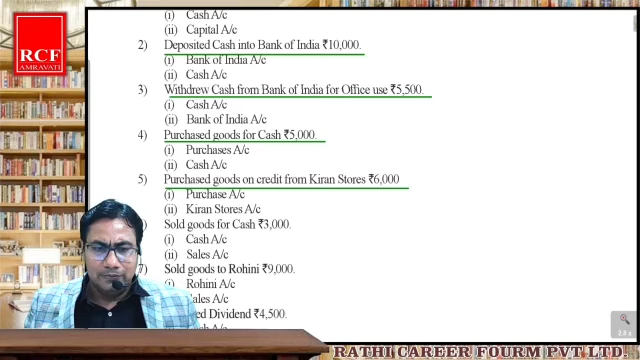 (i) Cash A/c
(ii) Capital A/c
RCF
AMRAVATI
2) Deposited Cash into Bank of India ₹10,000.
(i) Bank of India A/c
(ii) Cash A/c
3) Withdrew Cash from Bank of India for Office use ₹5,500.
(i) Cash A/c
(ii) Bank of India A/c
4) Purchased goods for Cash ₹5,000.
(i) Purchases A/c
(ii) Cash A/c
5) Purchased goods on credit from Kiran Stores ₹6,000
(i) Purchase A/c
(ii) Kiran Stores A/c
) Sold goods for Cash ₹3,000.
(i) Cash A/c
(ii) Sales A/c
7) Sold goods to Rohini ₹9,000.
(i) Rohini A/c
A/c
Dividend ₹4,500.
A/c
2.0 x
RATHI CAREER FOURM PVT LTD.